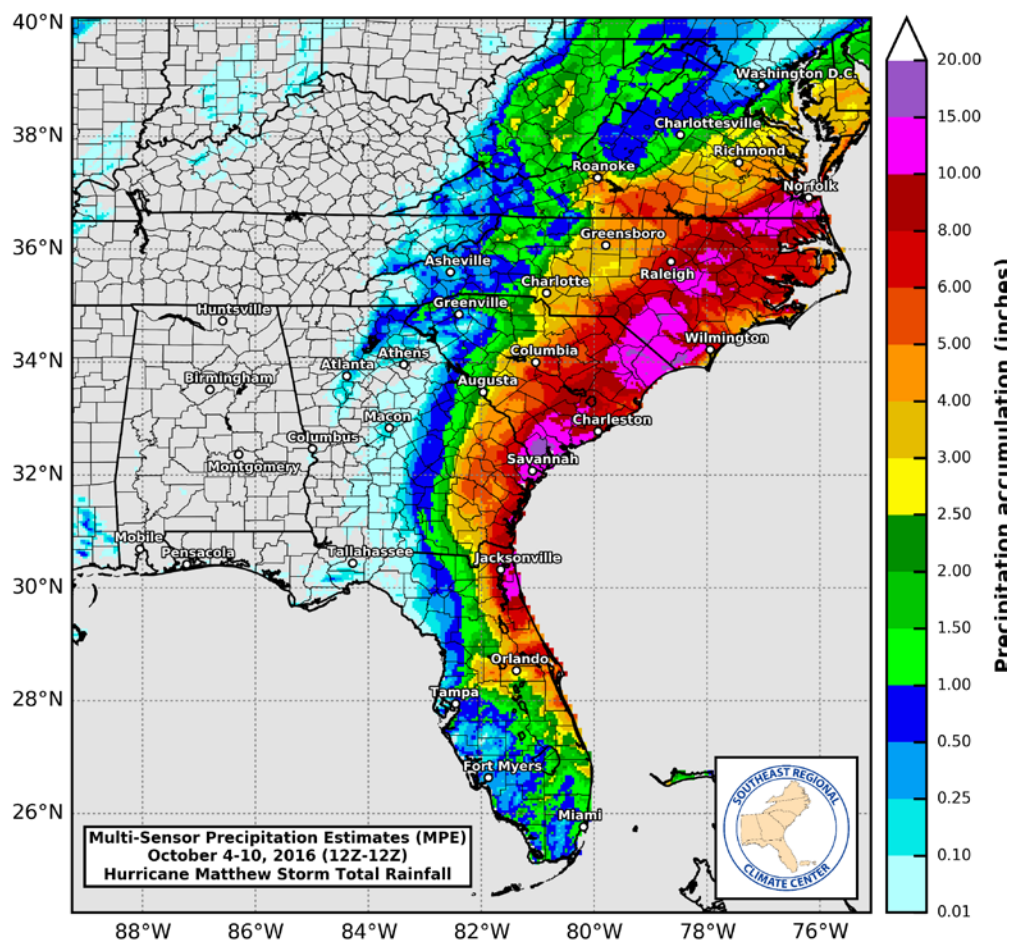 40°N
38°N
36°N
34°N
32°N
30°N
28°N
26°N
88°W
86°W
84°W
82°W
80°W
78°W
76°W
Washington D.C.
Charlottesville
Richmond
Roanoke
Norfolk
Greensboro
Asheville
Raleigh
Charlotte
Greenville
Huntsville
Wilmington
Columbia
Athens
Atlanta
Birmingham
Augusta
Macon
Charleston
Columbus
Savannah
Montgomery
Mobile
Pensacola
Tallahassee
Jacksonville
Orlando
Tampa
Fort Myers
Miami
Multi-Sensor Precipitation Estimates (MPE)
October 4-10, 2016 (12Z-12Z)
Hurricane Matthew Storm Total Rainfall
SOUTHEAST REGIONAL
CLIMATE CENTER
20.00
15.00
10.00
8.00
6.00
5.00
4.00
3.00
2.50
2.00
1.50
1.00
0.50
0.25
0.10
0.01
Precipitation accumulation (inches)